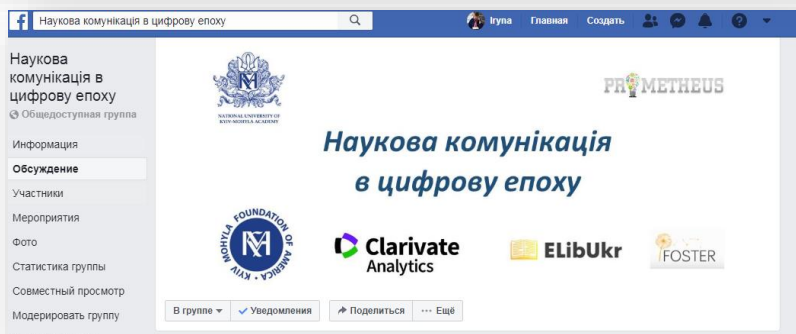 Наукова комунікація в цифрову епоху
Iryna
Главная
Создать
Наукова
комунікація в
цифрову епоху
Общедоступная группа
Информация
Обсуждение
Участники
Мероприятия
Фото
Статистика группы
Совместный просмотр
Модерировать группу
NATIONAL UNIVERSITY OF
KYIV-MOHYLA ACADEMY
PROMETHEUS
Наукова комунікація
в цифрову епоху
KYIV MOHYLA FOUNDATION OF AMERICA
Clarivate
Analytics
ELibUkr
FOSTER
В группе
Уведомления
Поделиться
Ещё